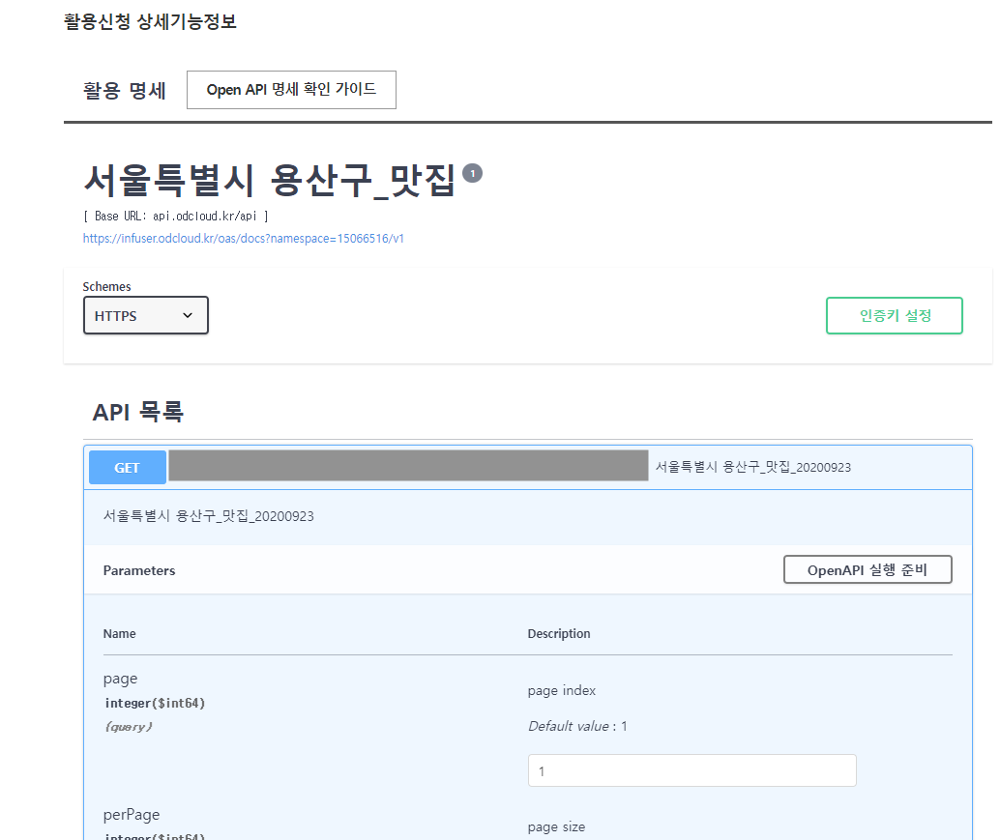 활용신청 상세기능정보
활용 명세
Open API 명세 확인 가이드
서울특별시 용산구_맛집 1
[ Base URL: api.odcloud.kr/api ]
https://infuser.odcloud.kr/oas/docs?namespace=15066516/v1
Schemes
HTTPS
인증키 설정
API 목록
GET 서울특별시 용산구_맛집_20200923
서울특별시 용산구_맛집_20200923
Parameters
OpenAPI 실행 준비
Name Description
page
integer($int64)
(query)
page index
Default value : 1
1
perPage
integer($int64)
page size